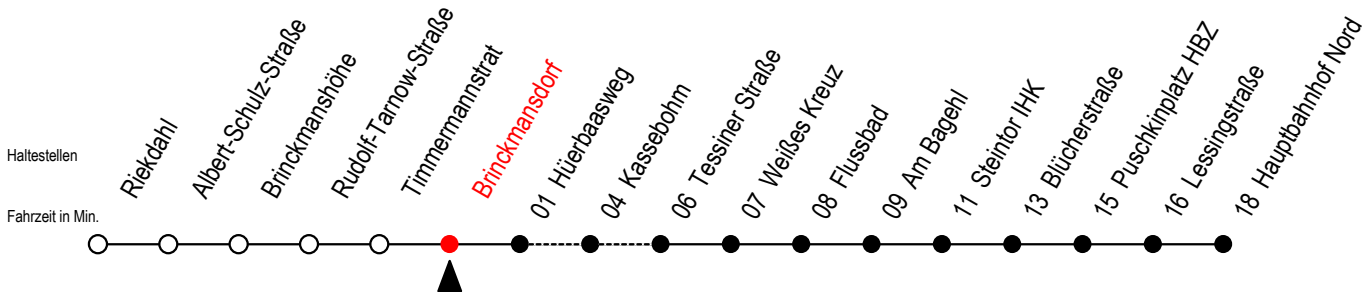 Haltestellen
Fahrzeit in Min.
Riekdahl
Albert-Schulz-Straße
Brinckmanshöhe
Rudolf-Tarnow-Straße
Timmermannstrat
Brinckmansdorf
01 Hüerbaasweg
04 Kassebohm
06 Tessiner Straße
07 Weißes Kreuz
08 Flussbad
09 Am Bagehl
11 Steintor IHK
13 Blücherstraße
15 Puschkinplatz HBZ
16 Lessingstraße
18 Hauptbahnhof Nord